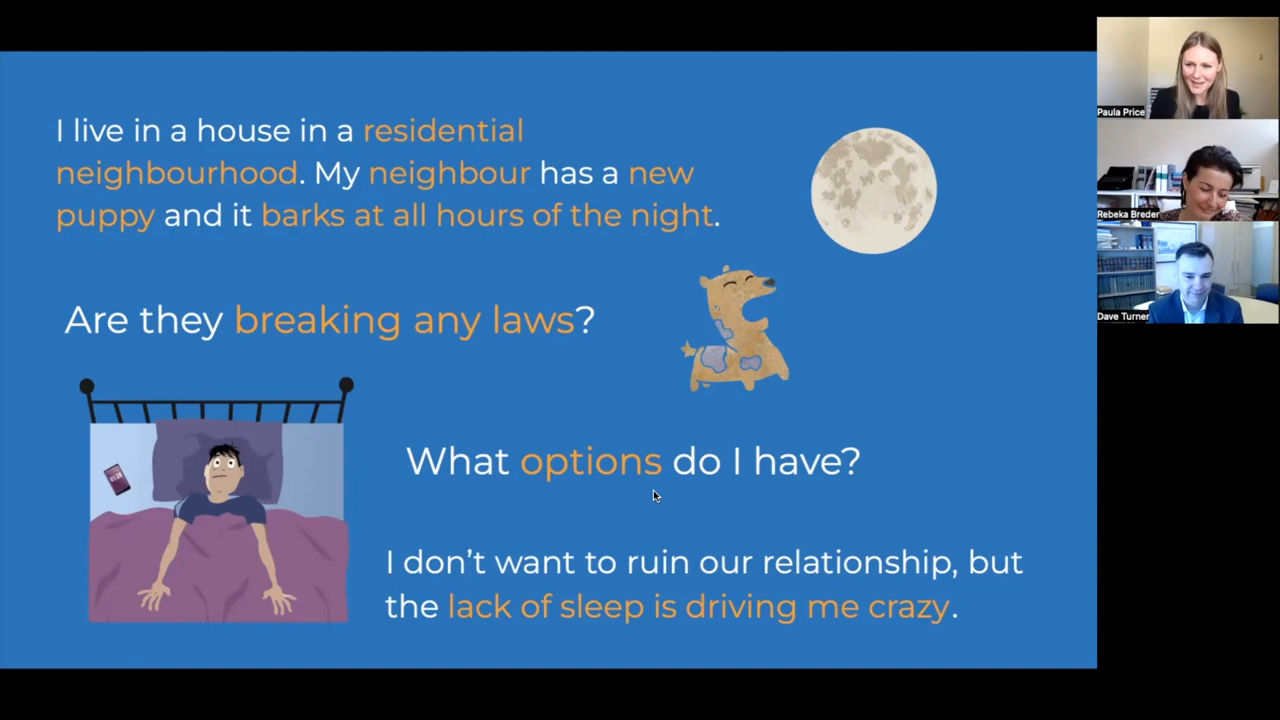 I live in a house in a residential
neighbourhood. My neighbour has a new
puppy and it barks at all hours of the night.
Are they breaking any laws?
What options do I have?
I don't want to ruin our relationship, but
the lack of sleep is driving me crazy.
Paula Price
Rebeka Breder
Dave Turner